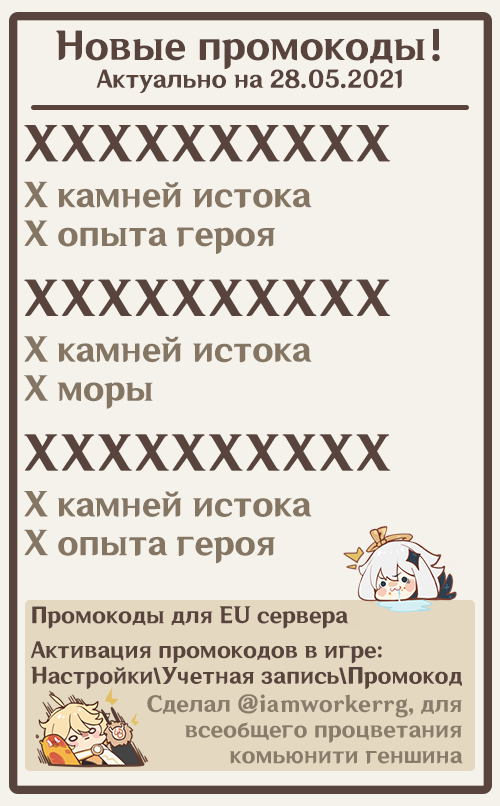 Новые промокоды!
Актуально на 28.05.2021
XXXXXXXXXX
X камней истока
X опыта героя
XXXXXXXXXX
X камней истока
X моры
XXXXXXXXXX
X камней истока
X опыта героя
Промокоды для EU сервера
Активация промокодов в игре:
Настройки\Учетная запись\Промокод
Сделал @iamworkerrg, для
всеобщего процветания
комьюнити геншина